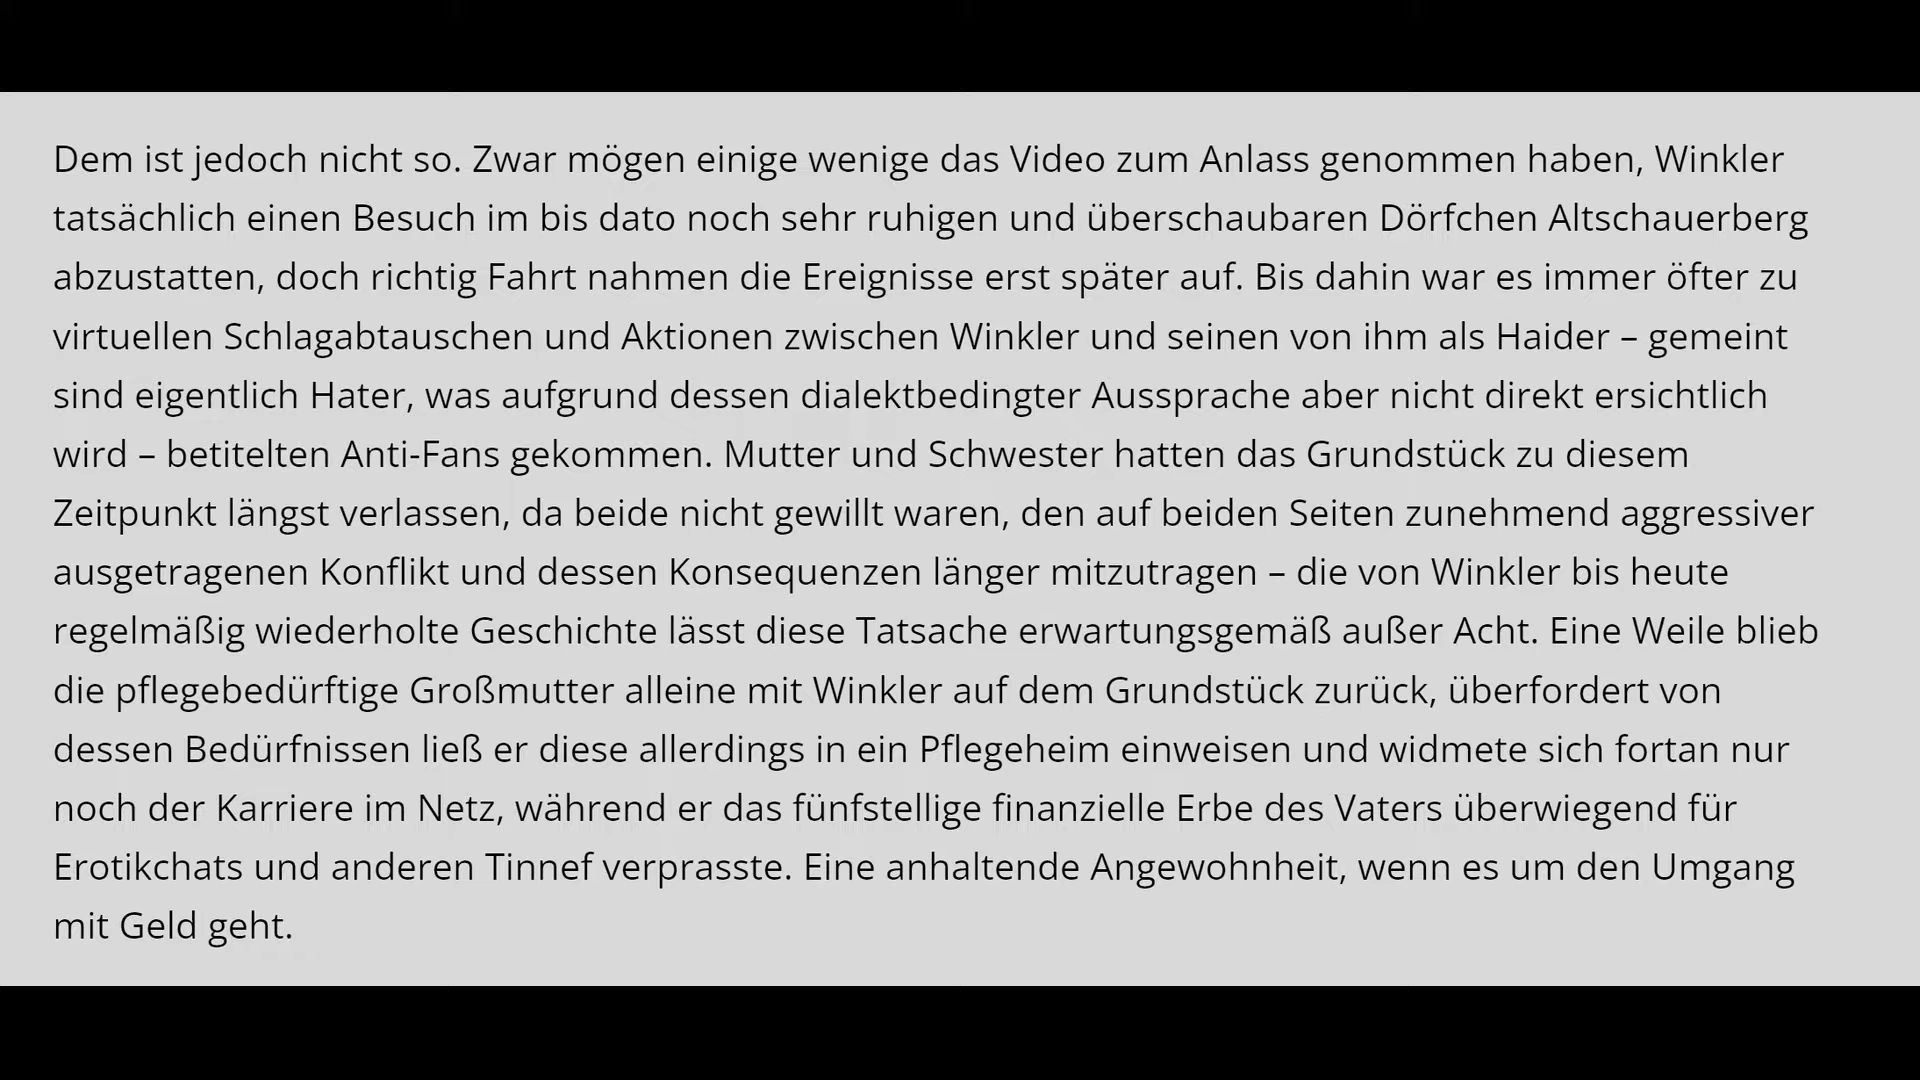 Dem ist jedoch nicht so. Zwar mögen einige wenige das Video zum Anlass genommen haben, Winkler
tatsächlich einen Besuch im bis dato noch sehr ruhigen und überschaubaren Dörfchen Altschauerberg
abzustatten, doch richtig Fahrt nahmen die Ereignisse erst später auf. Bis dahin war es immer öfter zu
virtuellen Schlagabtauschen und Aktionen zwischen Winkler und seinen von ihm als Haider – gemeint
sind eigentlich Hater, was aufgrund dessen dialektbedingter Aussprache aber nicht direkt ersichtlich
wird – betitelten Anti-Fans gekommen. Mutter und Schwester hatten das Grundstück zu diesem
Zeitpunkt längst verlassen, da beide nicht gewillt waren, den auf beiden Seiten zunehmend aggressiver
ausgetragenen Konflikt und dessen Konsequenzen länger mitzutragen – die von Winkler bis heute
regelmäßig wiederholte Geschichte lässt diese Tatsache erwartungsgemäß außer Acht. Eine Weile blieb
die pflegebedürftige Großmutter alleine mit Winkler auf dem Grundstück zurück, überfordert von
dessen Bedürfnissen ließ er diese allerdings in ein Pflegeheim einweisen und widmete sich fortan nur
noch der Karriere im Netz, während er das fünfstellige finanzielle Erbe des Vaters überwiegend für
Erotikchats und anderen Tinnef verprasste. Eine anhaltende Angewohnheit, wenn es um den Umgang
mit Geld geht.